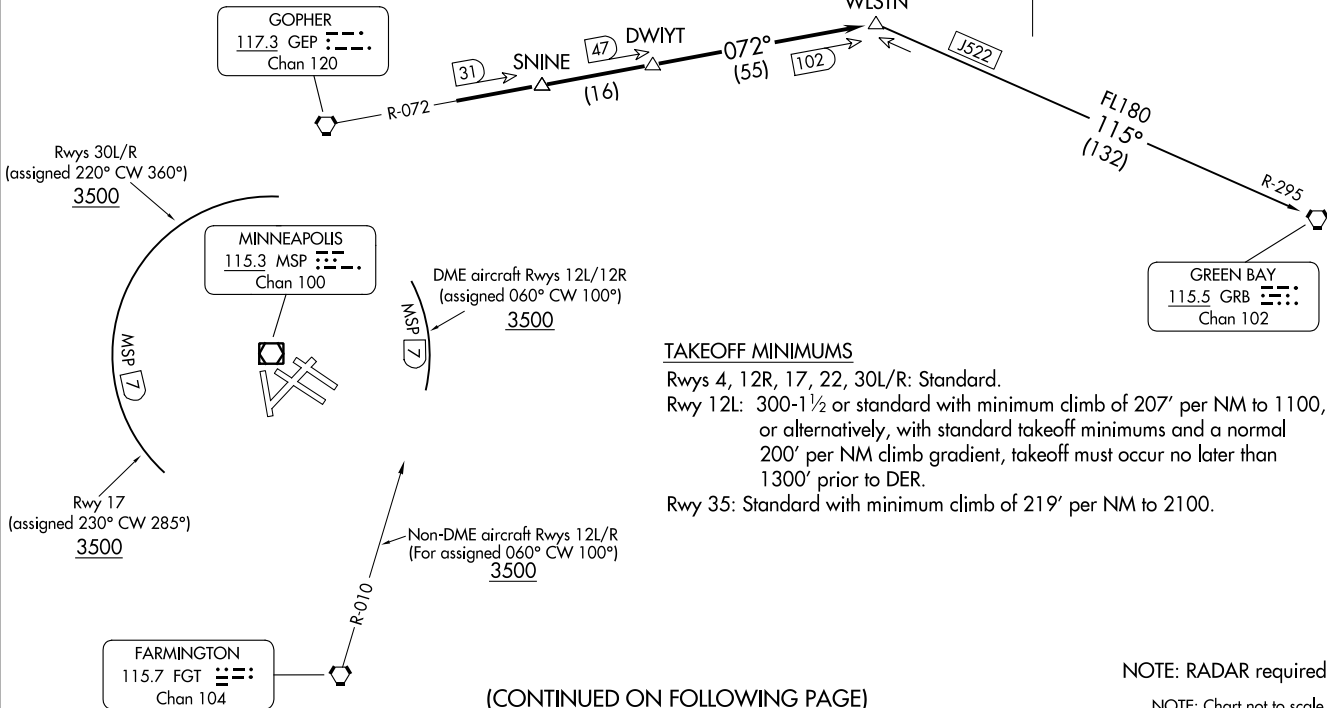 GOPHER
117.3 GEP
Chan 120
R-072
31
SNINE
(16)
47
DWIYT
072°
(55)
102
WLSTN
J522
FL180
115°
(132)
R-295
GREEN BAY
115.5 GRB
Chan 102
Rwys 30L/R
(assigned 220° CW 360°)
3500
MINNEAPOLIS
115.3 MSP
Chan 100
DME aircraft Rwys 12L/12R
(assigned 060° CW 100°)
3500
MSP 7
MSP 7
Rwy 17
(assigned 230° CW 285°)
3500
TAKEOFF MINIMUMS
Rwys 4, 12R, 17, 22, 30L/R: Standard.
Rwy 12L: 300-1½ or standard with minimum climb of 207' per NM to 1100,
or alternatively, with standard takeoff minimums and a normal
200' per NM climb gradient, takeoff must occur no later than
1300' prior to DER.
Rwy 35: Standard with minimum climb of 219' per NM to 2100.
Non-DME aircraft Rwys 12L/R
(For assigned 060° CW 100°)
3500
R-010
FARMINGTON
115.7 FGT
Chan 104
(CONTINUED ON FOLLOWING PAGE)
NOTE: RADAR required
NOTE: Chart not to scale